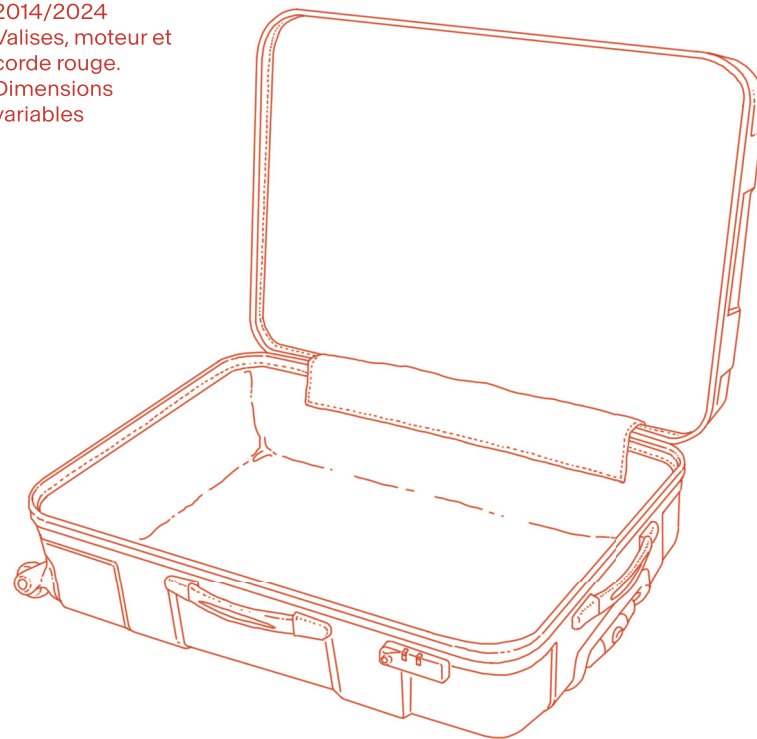 2014/2024
Valises, moteur et
corde rouge.
Dimensions
variables